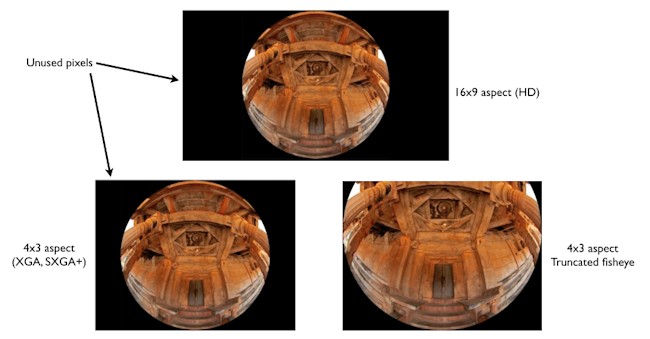 Unused pixels
16x9 aspect (HD)
4x3 aspect
(XGA, SXGA+)
4x3 aspect
Truncated fisheye